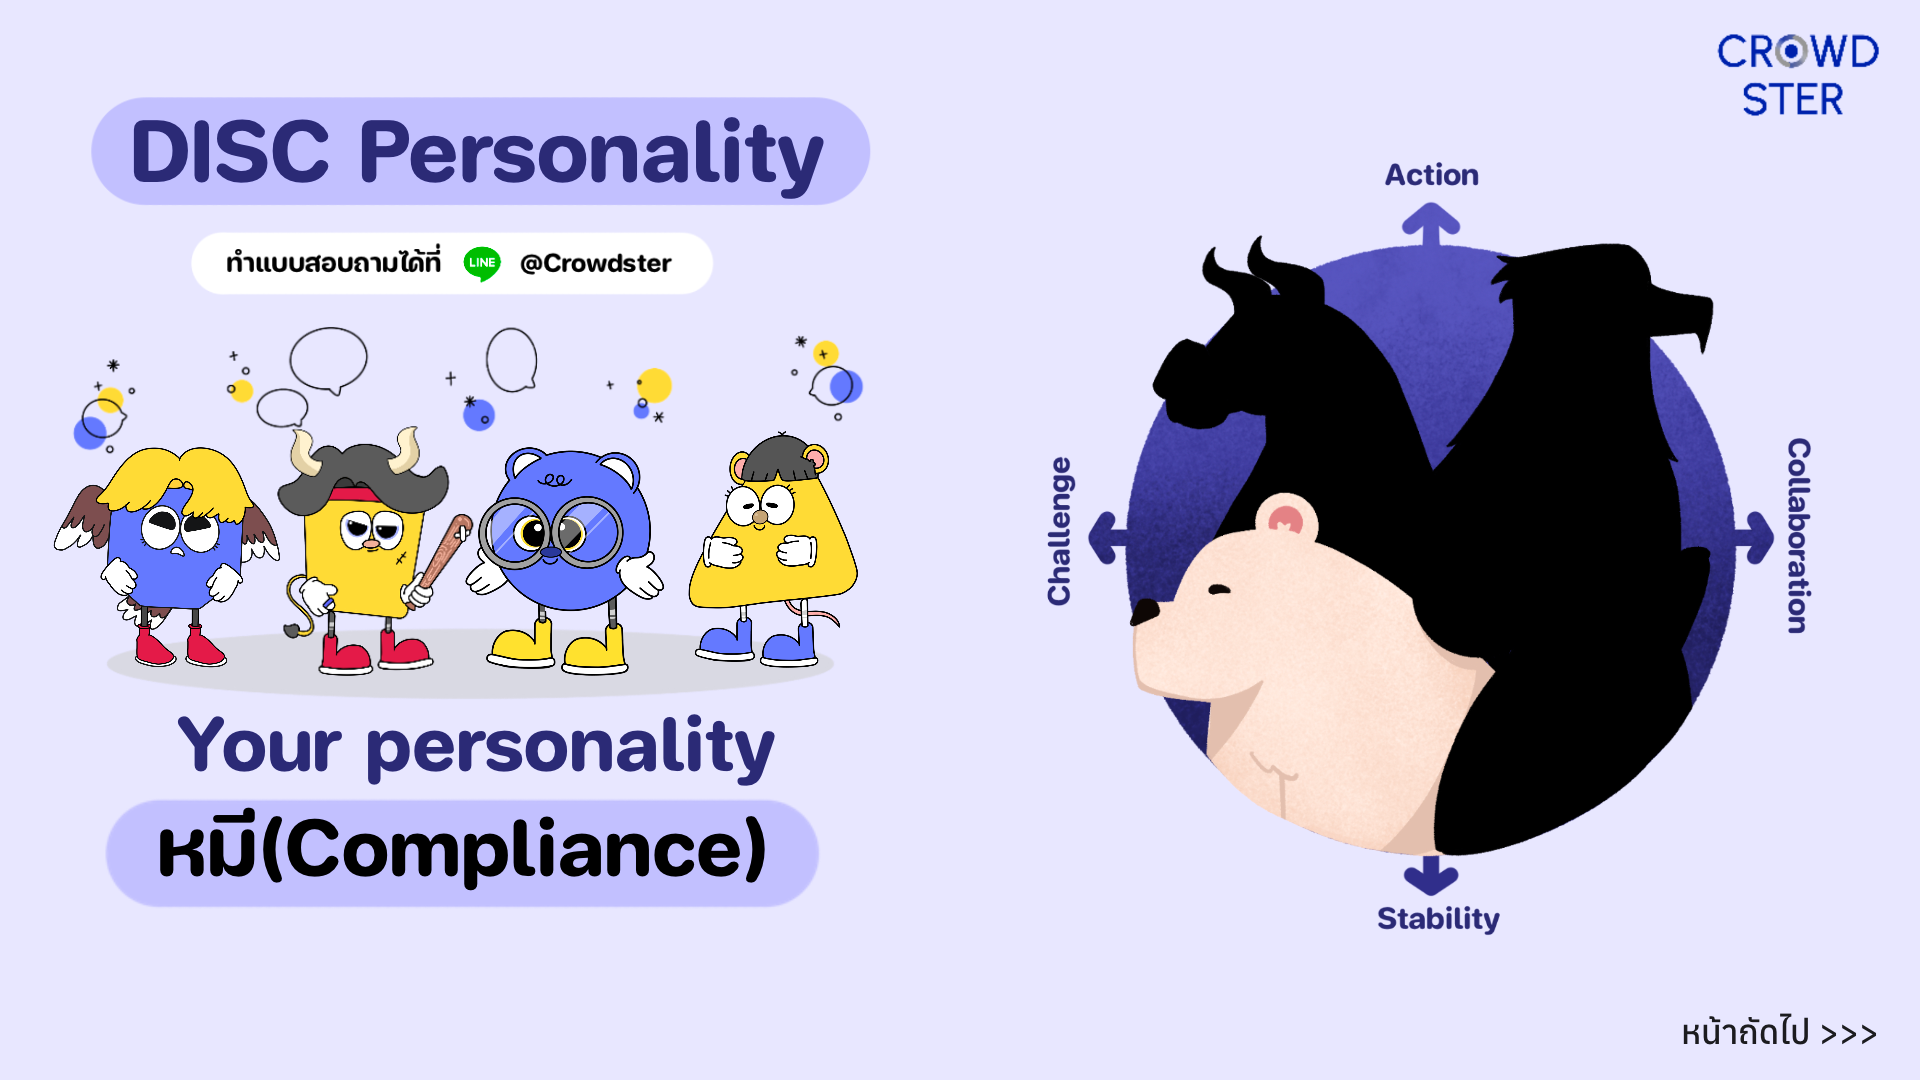 CROWD
STER
DISC Personality
ทำแบบสอบถามได้ที่ LINE @Crowdster
Your personality
หมี(Compliance)
Action
Challenge
Collaboration
Stability
หน้าถัดไป >>>